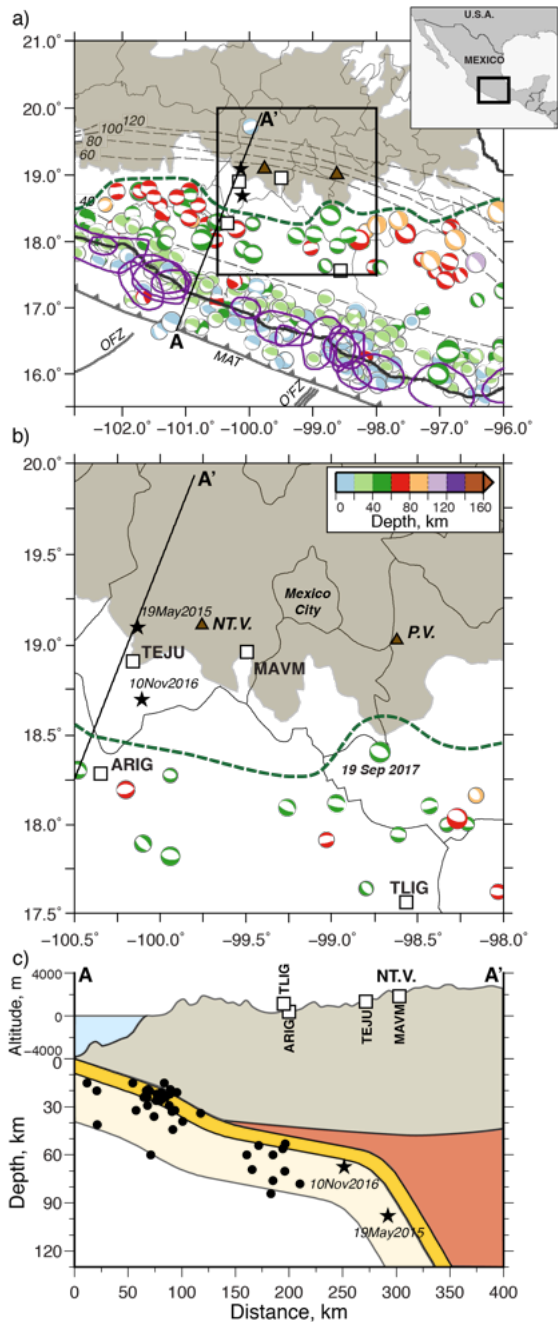 a)
U.S.A.
MEXICO
21.0°
20.0°
19.0°
18.0°
17.0°
16.0°
120
100
80
60
40
A'
A
OFZ
MAT
O'FZ
−102.0° −101.0° −100.0° −99.0° −98.0° −97.0° −96.0°
b)
20.0°
19.5°
19.0°
18.5°
18.0°
17.5°
A'
0 40 80 120 160
Depth, km
Mexico
City
19May2015
NT.V.
P.V.
TEJU
MAVM
10Nov2016
19 Sep 2017
ARIG
TLIG
−100.5° −100.0° −99.5° −99.0° −98.5° −98.0°
c)
A
NT.V.
A'
Altitude, m
4000
0
−4000
TLIG
ARIG
TEJU
MAVM
Depth, km
0
30
60
90
120
10Nov2016
19May2015
0 50 100 150 200 250 300 350 400
Distance, km